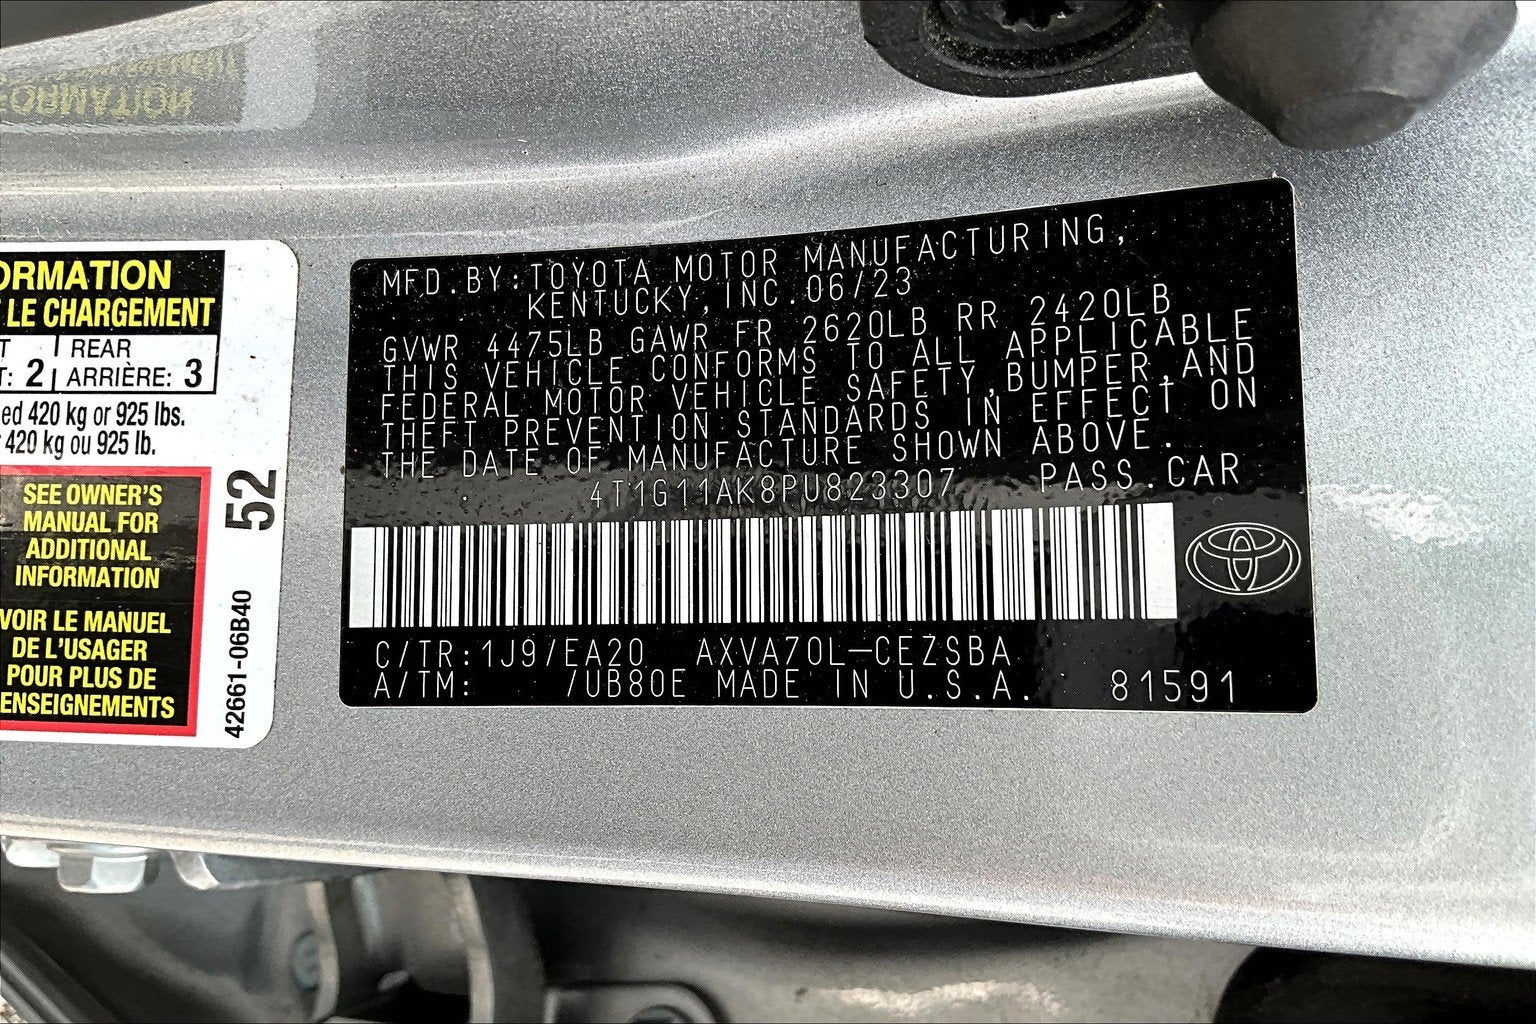 FORMATION
ORMATION
LE CHARGEMENT
T | REAR
T: 2 | ARRIÈRE: 3
ed 420 kg or 925 lbs.
420 kg ou 925 lb.
SEE OWNER'S
MANUAL FOR
ADDITIONAL
INFORMATION
VOIR LE MANUEL
DE L'USAGER
POUR PLUS DE
ENSEIGNEMENTS
52
42661-06B40
MFD.BY:TOYOTA MOTOR MANUFACTURING,
KENTUCKY,INC.06/23
GVWR 4475LB GAWR FR 2620LB RR 2420LB
THIS VEHICLE CONFORMS TO ALL APPLICABLE
FEDERAL MOTOR VEHICLE SAFETY,BUMPER,AND
THEFT PREVENTION STANDARDS IN EFFECT ON
THE DATE OF MANUFACTURE SHOWN ABOVE.
4T1G11AK8PU823307 PASS.CAR
C/TR:1J9/EA20 AXVA70L-CEZSBA
A/TM: /UB80E MADE IN U.S.A. 81591